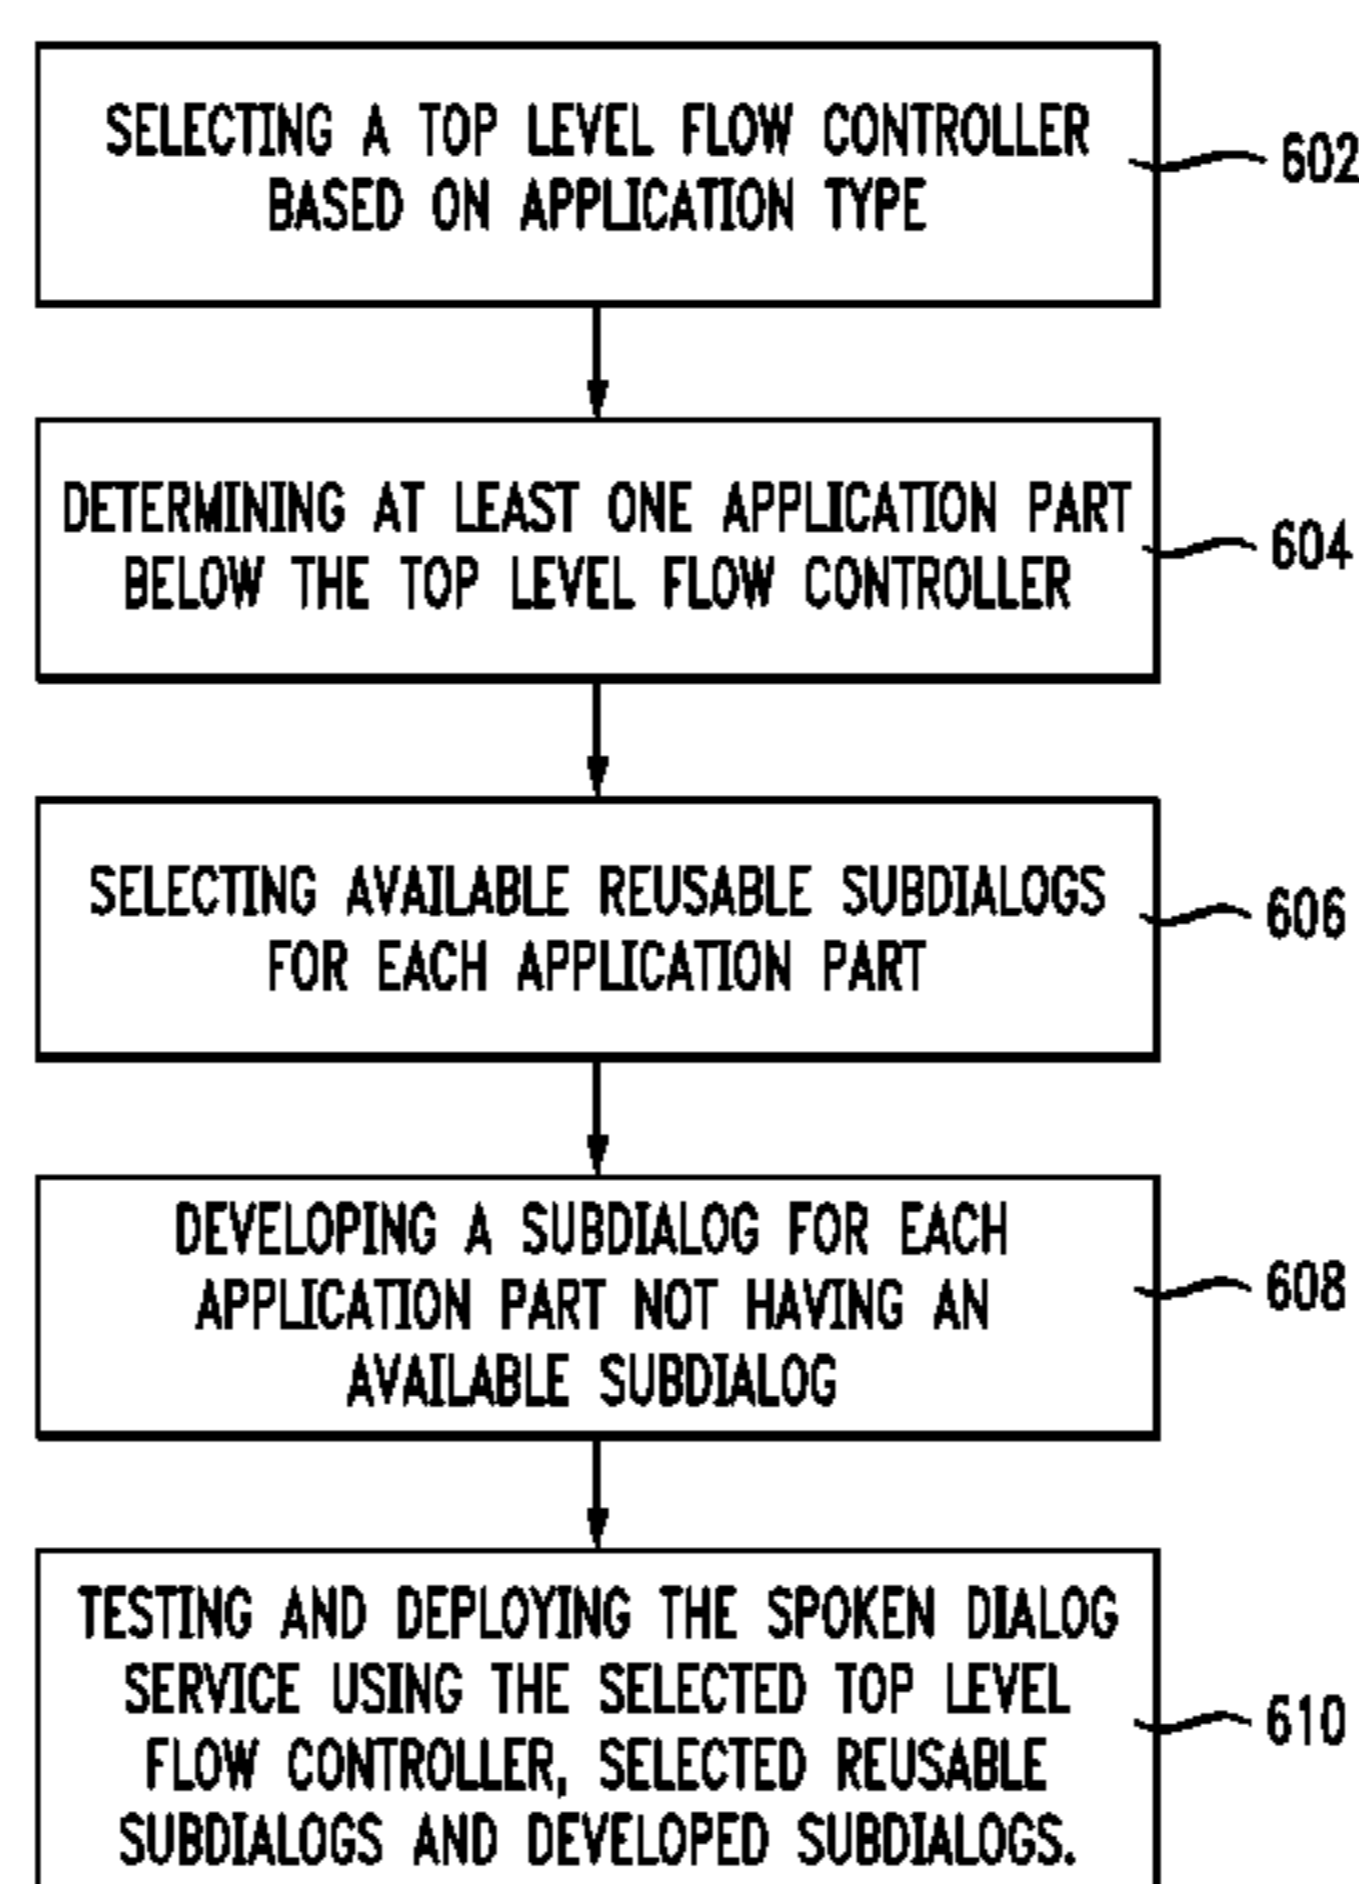 SELECTING A TOP LEVEL FLOW CONTROLLER
BASED ON APPLICATION TYPE
602
DETERMINING AT LEAST ONE APPLICATION PART
BELOW THE TOP LEVEL FLOW CONTROLLER
604
SELECTING AVAILABLE REUSABLE SUBDIALOGS
FOR EACH APPLICATION PART
606
DEVELOPING A SUBDIALOG FOR EACH
APPLICATION PART NOT HAVING AN
AVAILABLE SUBDIALOG
608
TESTING AND DEPLOYING THE SPOKEN DIALOG
SERVICE USING THE SELECTED TOP LEVEL
FLOW CONTROLLER, SELECTED REUSABLE
SUBDIALOGS AND DEVELOPED SUBDIALOGS.
610